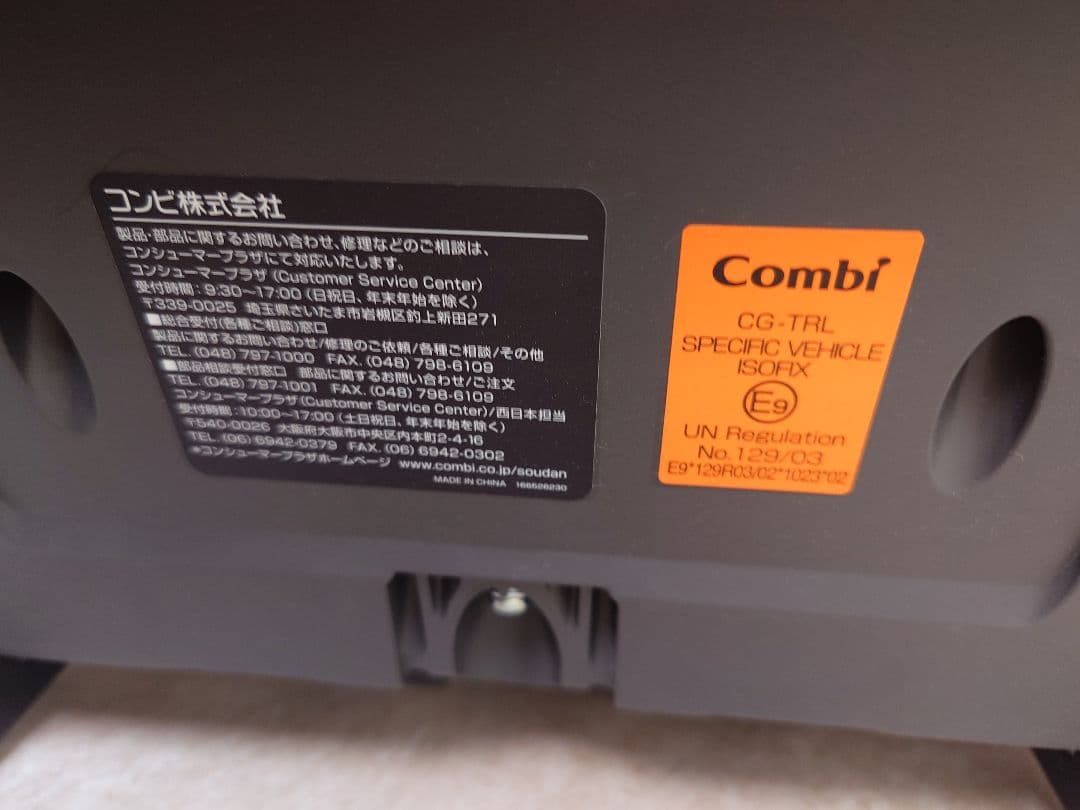 コンビ株式会社
製品・部品に関するお問い合わせ、修理などのご相談は、
コンシューマープラザにて対応いたします。
コンシューマープラザ (Customer Service Center)
受付時間：9:30〜17:00 (日祝日、年末年始を除く)
〒339-0025 埼玉県さいたま市岩槻区釣上新田271
■総合受付(各種ご相談)窓口
製品に関するお問い合わせ/修理のご依頼/各種ご相談/その他
TEL. (048) 797-1000 FAX. (048) 798-6109
■部品相談受付窓口 部品に関するお問い合わせ/ご注文
TEL. (048) 797-1001 FAX. (048) 798-6109
コンシューマープラザ(Customer Service Center)/西日本担当
受付時間：10:00〜17:00 (土日祝日、年末年始を除く)
〒540-0026 大阪府大阪市中央区内本町2-4-16
TEL. (06) 6942-0379 FAX. (06) 6942-0302
*コンシューマープラザホームページ www.combi.co.jp/soudan
MADE IN CHINA 166526230
Combi
CG-TRL
SPECIFIC VEHICLE
ISOFIX
E9
UN Regulation
No.129/03
E9*129R03/02*1023*02